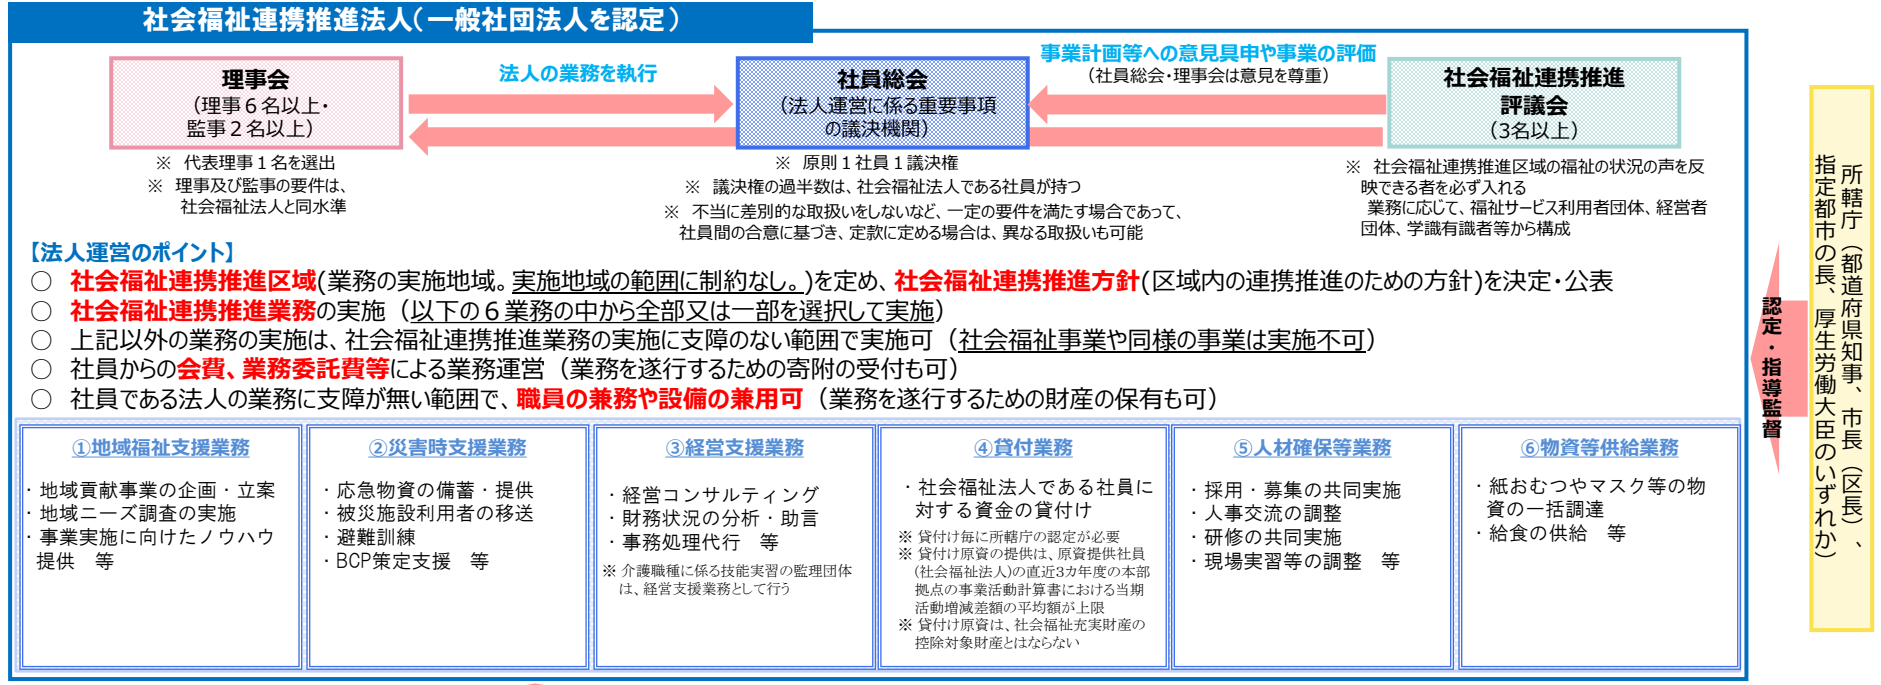 社会福祉連携推進法人(一般社団法人を認定)
理事会
(理事6名以上・
監事2名以上)
※ 代表理事1名を選出
※ 理事及び監事の要件は、
社会福祉法人と同水準
法人の業務を執行
社員総会
(法人運営に係る重要事項
の議決機関)
※ 原則1社員1議決権
※ 議決権の過半数は、社会福祉法人である社員が持つ
※ 不当に差別的な取扱いをしないなど、一定の要件を満たす場合であって、
社員間の合意に基づき、定款に定める場合は、異なる取扱いも可能
事業計画等への意見具申や事業の評価
(社員総会・理事会は意見を尊重)
社会福祉連携推進
評議会
(3名以上)
※ 社会福祉連携推進区域の福祉の状況の声を反
映できる者を必ず入れる
業務に応じて、福祉サービス利用者団体、経営者
団体、学識有識者等から構成
【法人運営のポイント】
○ 社会福祉連携推進区域(業務の実施地域。実施地域の範囲に制約なし。)を定め、社会福祉連携推進方針(区域内の連携推進のための方針)を決定・公表
○ 社会福祉連携推進業務の実施(以下の6業務の中から全部又は一部を選択して実施)
○ 上記以外の業務の実施は、社会福祉連携推進業務の実施に支障のない範囲で実施可(社会福祉事業や同様の事業は実施不可)
○ 社員からの会費、業務委託費等による業務運営(業務を遂行するための寄附の受付も可)
○ 社員である法人の業務に支障が無い範囲で、職員の兼務や設備の兼用可(業務を遂行するための財産の保有も可)
①地域福祉支援業務
・地域貢献事業の企画・立案
・地域ニーズ調査の実施
・事業実施に向けたノウハウ
提供 等
②災害時支援業務
・応急物資の備蓄・提供
・被災施設利用者の移送
・避難訓練
・BCP策定支援 等
③経営支援業務
・経営コンサルティング
・財務状況の分析・助言
・事務処理代行 等
※ 介護職種に係る技能実習の監理団体
は、経営支援業務として行う
④貸付業務
・社会福祉法人である社員に
対する資金の貸付け
※ 貸付け毎に所轄庁の認定が必要
※ 貸付け原資の提供は、原資提供社員
(社会福祉法人)の直近3カ年度の本部
拠点の事業活動計算書における当期
活動増減差額の平均額が上限
※ 貸付け原資は、社会福祉充実財産の
控除対象財産とはならない
⑤人材確保等業務
・採用・募集の共同実施
・人事交流の調整
・研修の共同実施
・現場実習等の調整 等
⑥物資等供給業務
・紙おむつやマスク等の物
資の一括調達
・給食の供給 等
認定・指導監督
所轄庁(都道府県知事、市長(区長)、
指定都市の長、厚生労働大臣のいずれか)